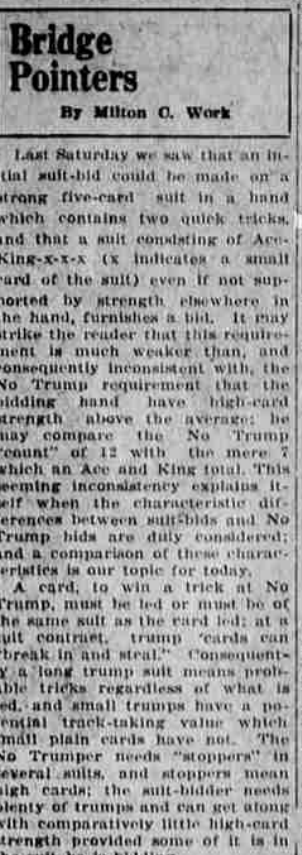 Bridge
Pointers
By Milton C. Work
Last Saturday we saw that an in-
tial suit-bid could be made on a
strong five-card suit in a hand
which contains two quick tricks,
and that a suit consisting of Ace-
King-x-x-x (x indicates a small
card of the suit) even if not sup-
ported by strength elsewhere in
the hand, furnishes a bid. It may
strike the reader that this require-
ment is much weaker than, and
consequently inconsistent with, the
No Trump requirement that the
bidding hand have high-card
strength above the average; he
may compare the No Trump
"count" of 12 with the mere 7
which an Ace and King total. This
seeming inconsistency explains it-
self when the characteristic dif-
ferences between suit-bids and No
Trump bids are duly considered;
and a comparison of these charac-
teristics is our topic for today.
A card, to win a trick at No
Trump, must be led or must be of
the same suit as the card led; at a
suit contract, trump "cards can
"break in and steal." Consequent-
ly a long trump suit means prob-
able tricks regardless of what is
led, and small trumps have a po-
tential track-taking value which
small plain cards have not. The
No Trumper needs "stoppers" in
several suits, and stoppers mean
high cards; the suit-bidder needs
plenty of trumps and can get along
with comparatively little high-card
strength provided some of it is in